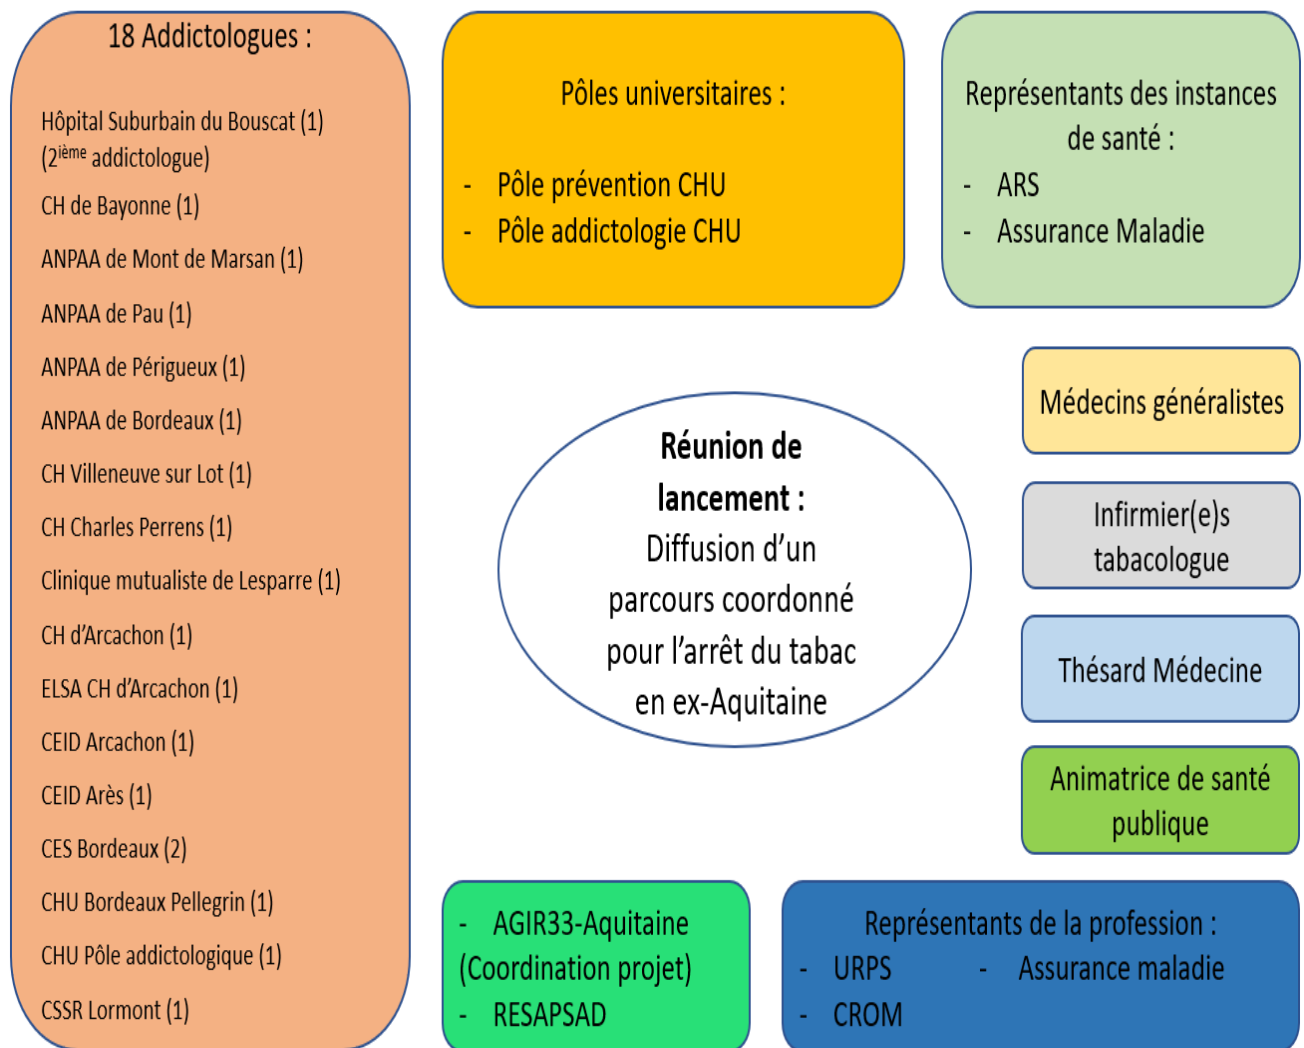 18 Addictologues :
Hôpital Suburbain du Bouscat (1)
(2ième addictologue)
CH de Bayonne (1)
ANPAA de Mont de Marsan (1)
ANPAA de Pau (1)
ANPAA de Périgueux (1)
ANPAA de Bordeaux (1)
CH Villeneuve sur Lot (1)
CH Charles Perrens (1)
Clinique mutualiste de Lesparre (1)
CH d'Arcachon (1)
ELSA CH d'Arcachon (1)
CEID Arcachon (1)
CEID Arès (1)
CES Bordeaux (2)
CHU Bordeaux Pellegrin (1)
CHU Pôle addictologique (1)
CSSR Lormont (1)
Pôles universitaires :
- Pôle prévention CHU
- Pôle addictologie CHU
Représentants des instances
de santé :
- ARS
- Assurance Maladie
Réunion de
lancement :
Diffusion d'un
parcours coordonné
pour l'arrêt du tabac
en ex-Aquitaine
Médecins généralistes
Infirmier(e)s
tabacologue
Thésard Médecine
Animatrice de santé
publique
- AGIR33-Aquitaine
(Coordination projet)
- RESAPSAD
Représentants de la profession :
- URPS - Assurance maladie
- CROM